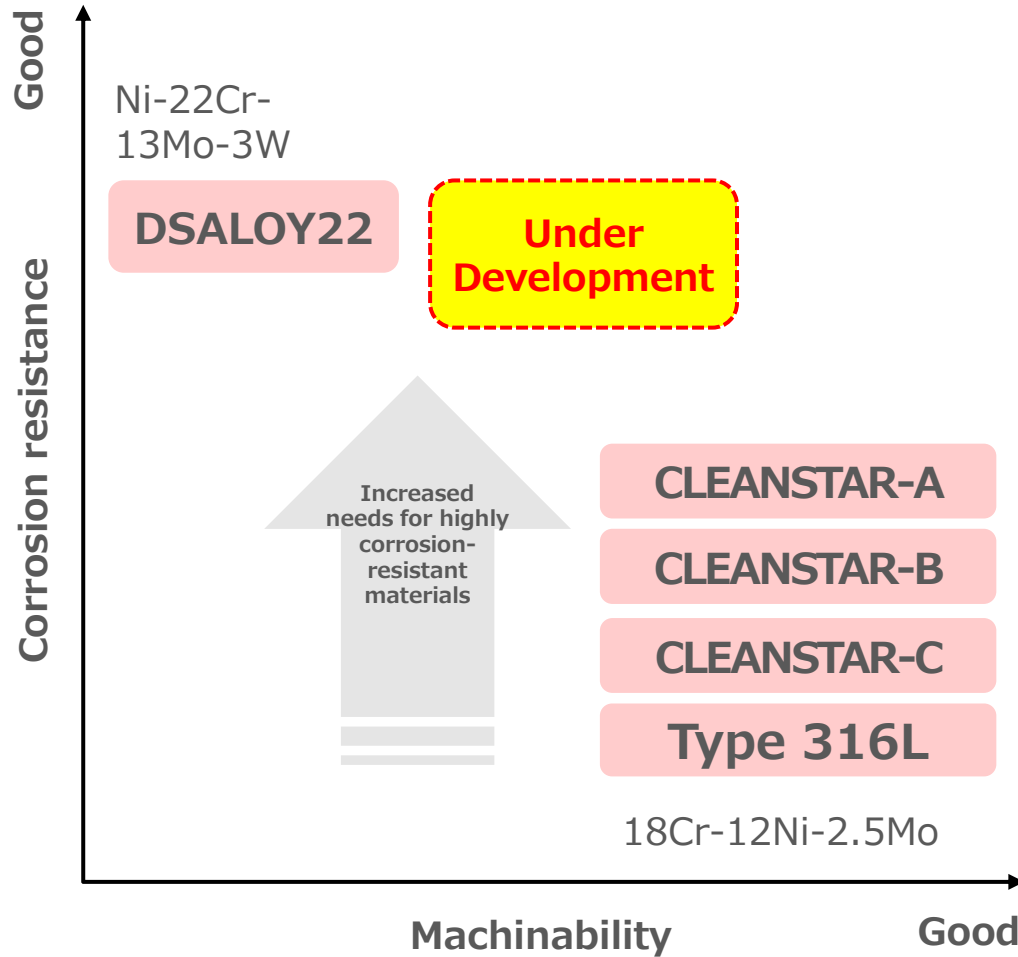 Good
Ni-22Cr-
13Mo-3W
DSALOY22
Under
Development
Corrosion resistance
Increased
needs for highly
corrosion-
resistant
materials
CLEANSTAR-A
CLEANSTAR-B
CLEANSTAR-C
Type 316L
18Cr-12Ni-2.5Mo
Machinability
Good